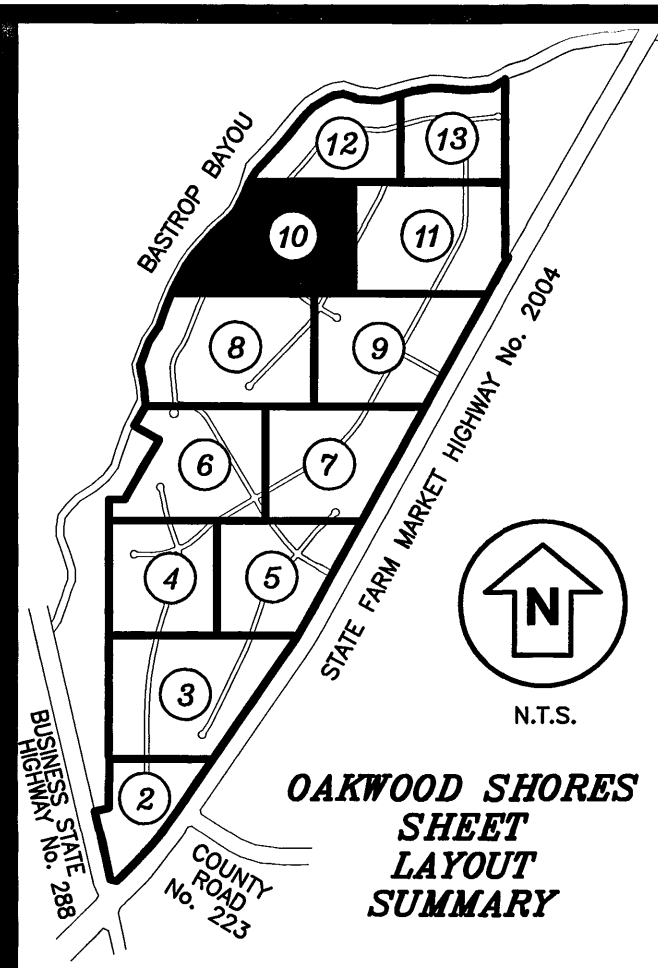 BASTROP BAYOU
12
13
10
11
8
9
STATE FARM MARKET HIGHWAY No. 2004
6
7
4
5
N
N.T.S.
3
2
BUSINESS STATE
HIGHWAY No. 288
OAKWOOD SHORES
SHEET
LAYOUT
SUMMARY
COUNTY
ROAD
No. 223